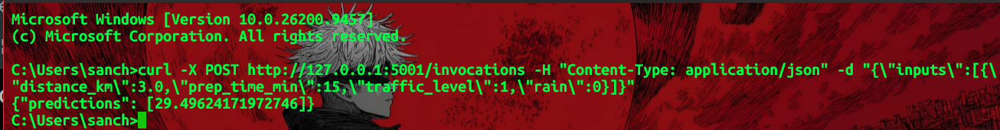 Microsoft Windows [Version 10.0.26200.9457]
(c) Microsoft Corporation. All rights reserved.
C:\Users\sanch>curl -X POST http://127.0.0.1:5001/invocations -H "Content-Type: application/json" -d "{\"inputs\":[{\
"distance_km\":3.0,\"prep_time_min\":15,\"traffic_level\":1,\"rain\":0}]}"
{"predictions": [29.49624171972746]}
C:\Users\sanch>